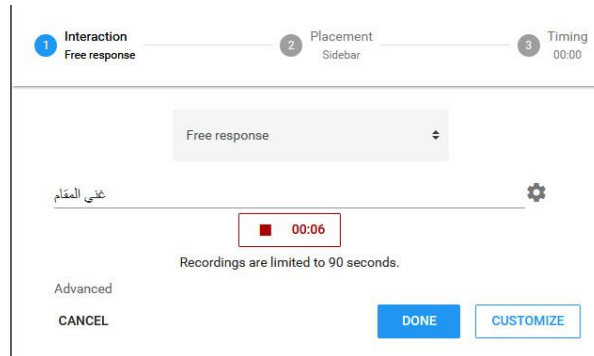 1 Interaction
Free response
2 Placement
Sidebar
3 Timing
00:00
Free response
غني المقام
00:06
Recordings are limited to 90 seconds.
Advanced
CANCEL
DONE
CUSTOMIZE